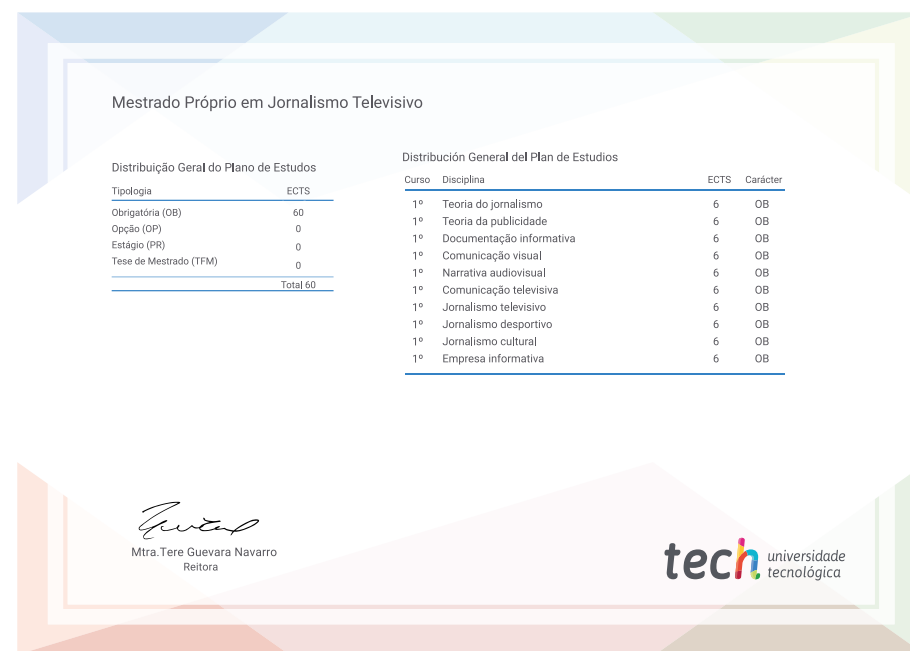 Mestrado Próprio em Jornalismo Televisivo
Distribuição Geral do Plano de Estudos
Tipologia ECTS
Obrigatória (OB) 60
Opção (OP) 0
Estágio (PR) 0
Tese de Mestrado (TFM) 0
Total 60
Distribución General del Plan de Estudios
Curso Disciplina ECTS Carácter
1º Teoria do jornalismo 6 OB
1º Teoria da publicidade 6 OB
1º Documentação informativa 6 OB
1º Comunicação visual 6 OB
1º Narrativa audiovisual 6 OB
1º Comunicação televisiva 6 OB
1º Jornalismo televisivo 6 OB
1º Jornalismo desportivo 6 OB
1º Jornalismo cultural 6 OB
1º Empresa informativa 6 OB
Mtra.Tere Guevara Navarro
Reitora
tech universidade
tecnológica